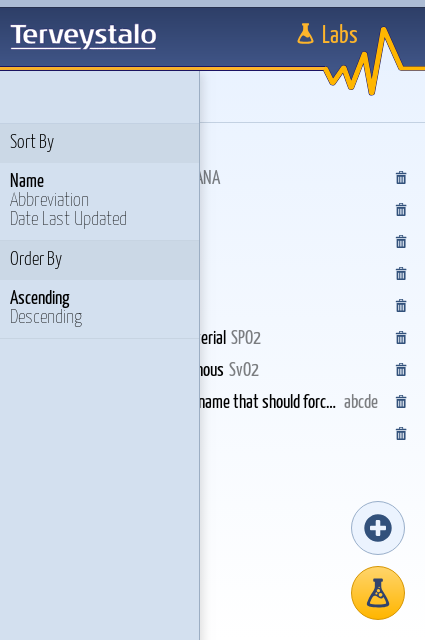 Terveystalo
Labs
Sort By
Name
Abbreviation
Date Last Updated
Order By
Ascending
Descending
ANA
erial SPO2
nous SvO2
name that should forc... abcde